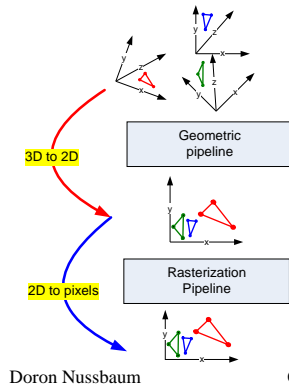 y
z
x
y
z
x
z
y
x
Geometric
pipeline
3D to 2D
y
x
Rasterization
Pipeline
2D to pixels
y
x
Doron Nussbaum